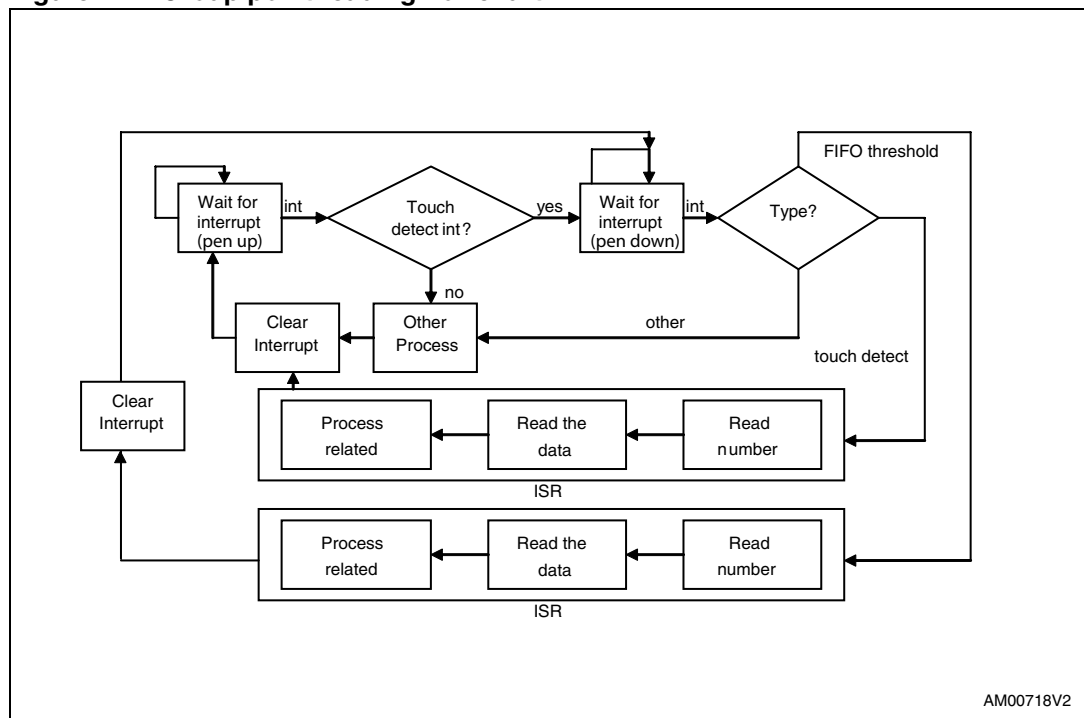 FIFO threshold
Wait for
interrupt
(pen up)
int
Touch
detect int?
yes
Wait for
interrupt
(pen down)
int
Type?
no
Clear
Interrupt
Other
Process
other
touch detect
Clear
Interrupt
Process
related
Read the
data
Read
number
ISR
Process
related
Read the
data
Read
number
ISR
AM00718V2